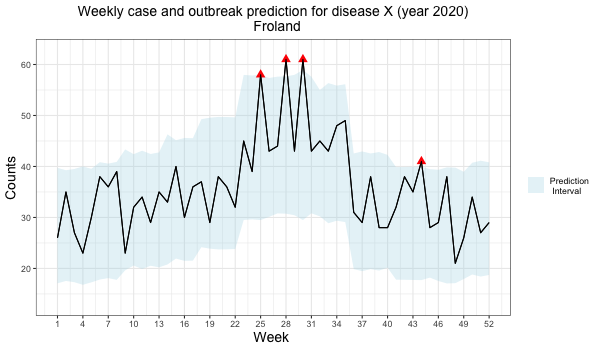 Weekly case and outbreak prediction for disease X (year 2020)
Froland
60
50
40
30
20
Counts
1 4 7 10 13 16 19 22 25 28 31 34 37 40 43 46 49 52
Week
Prediction
Interval